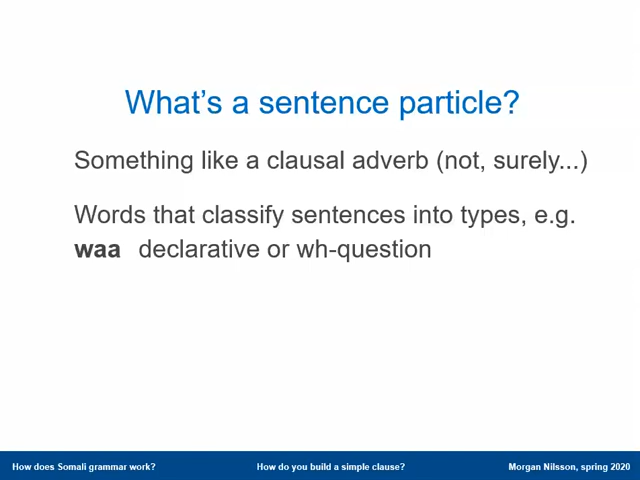 What’s a sentence particle?
Something like a clausal adverb (not, surely...)
Words that classify sentences into types, e.g.
waa declarative or wh-question
How does Somali grammar work? How do you build a simple clause? Morgan Nilsson, spring 2020